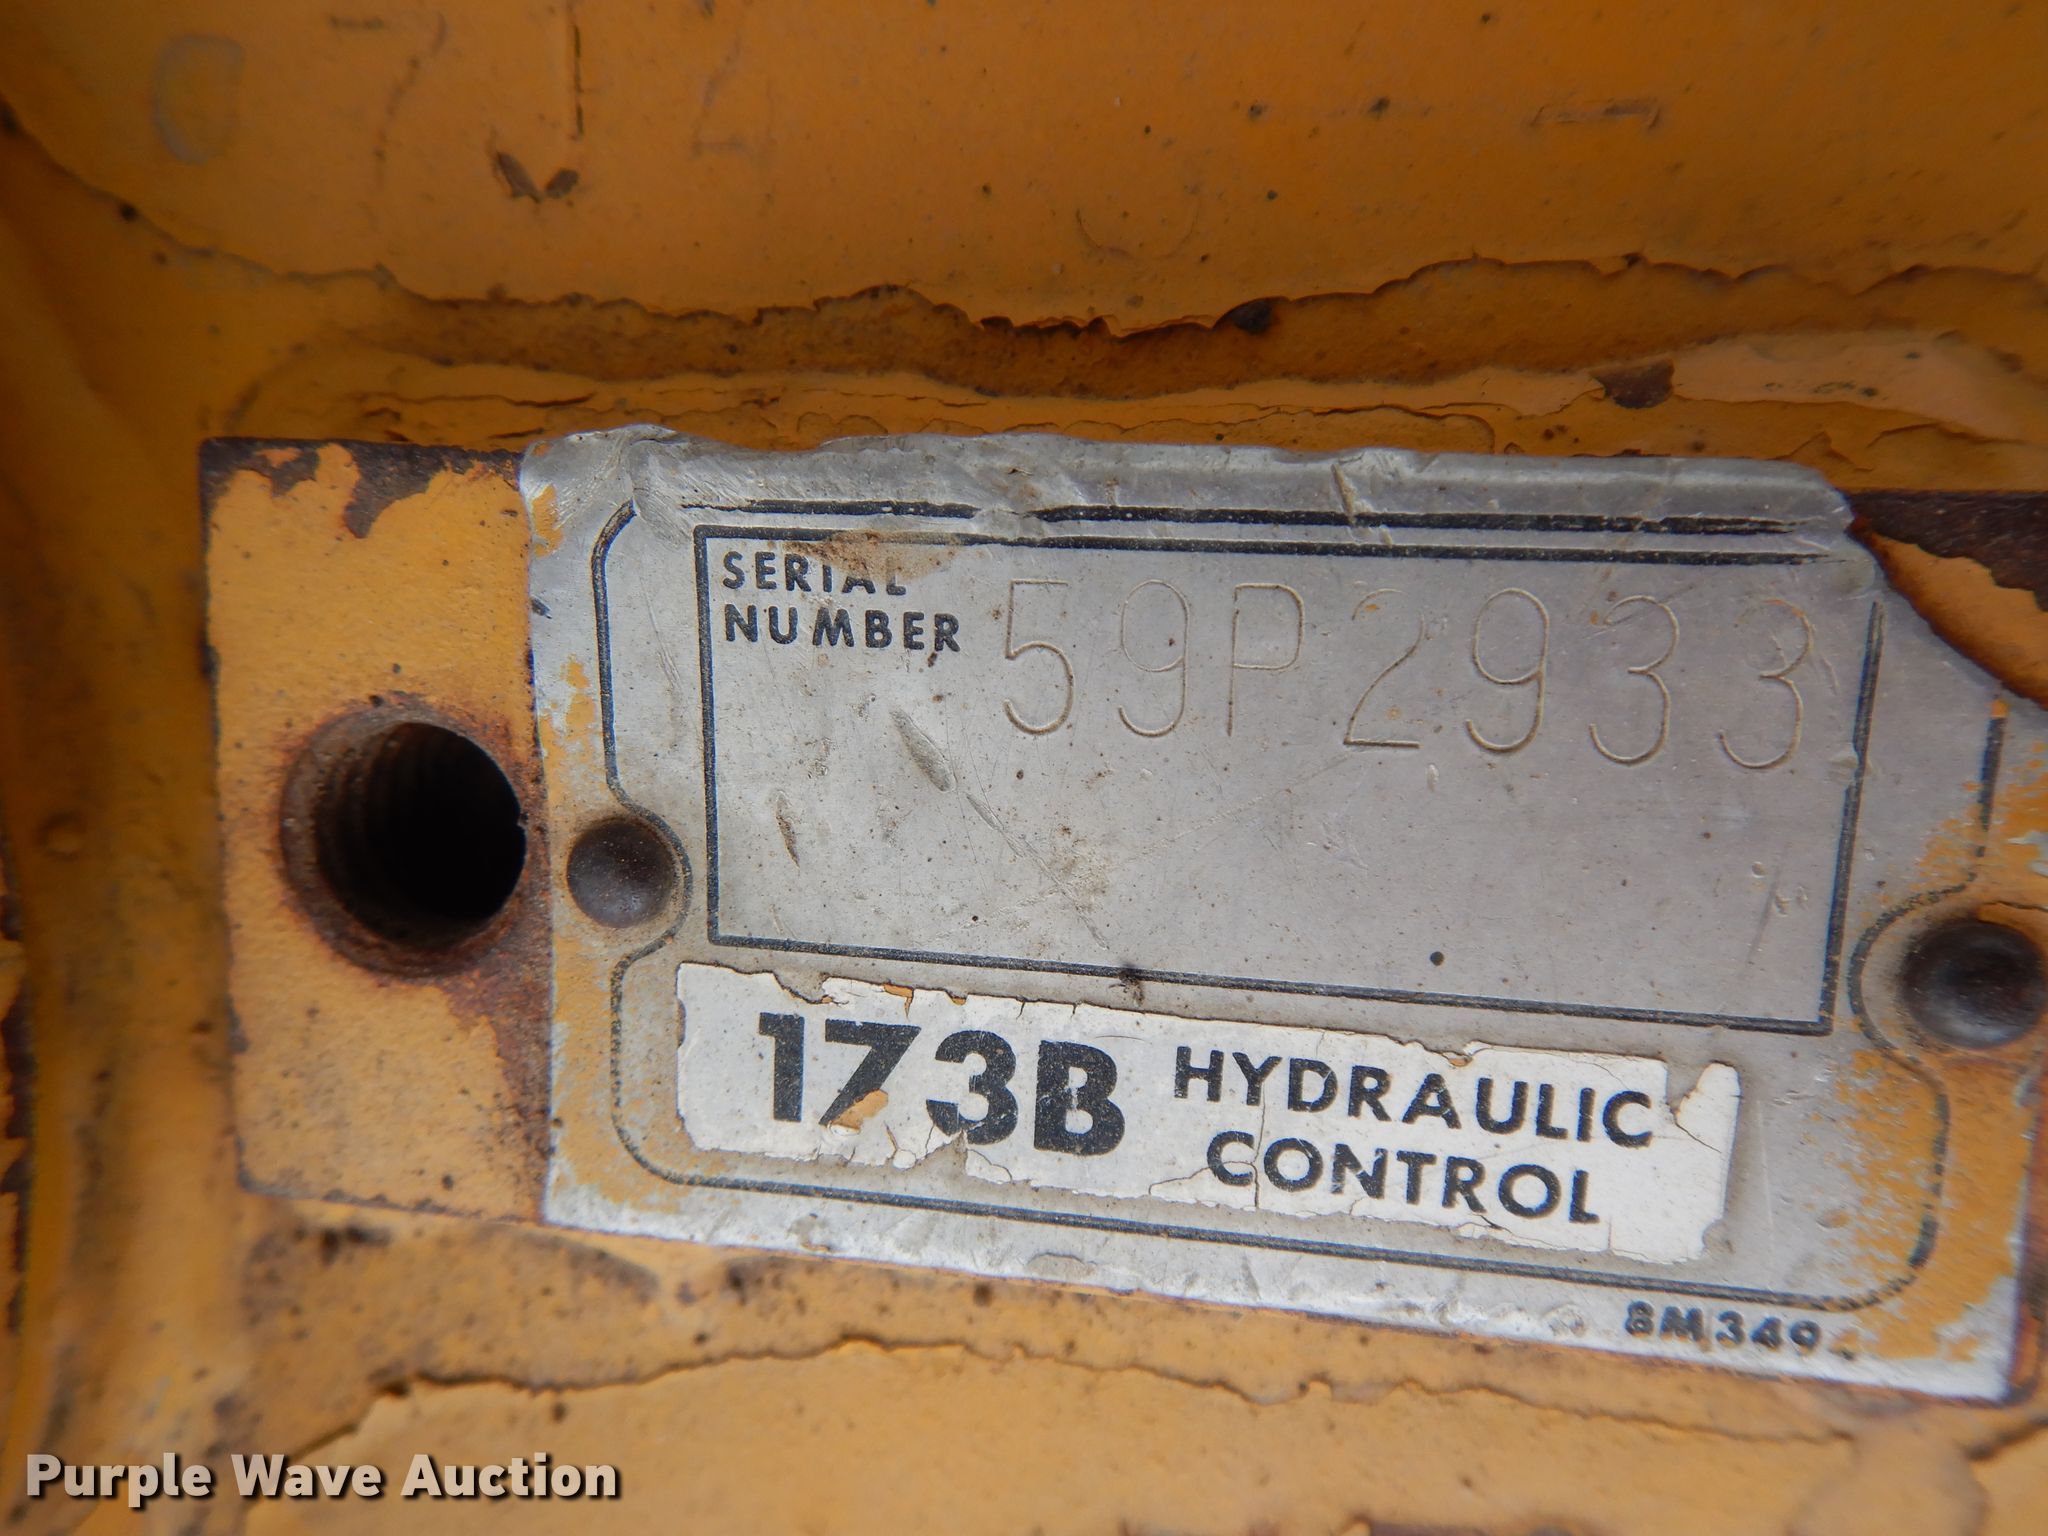 SERIAL
NUMBER 59P2933
173B HYDRAULIC
CONTROL
8M349
Purple Wave Auction